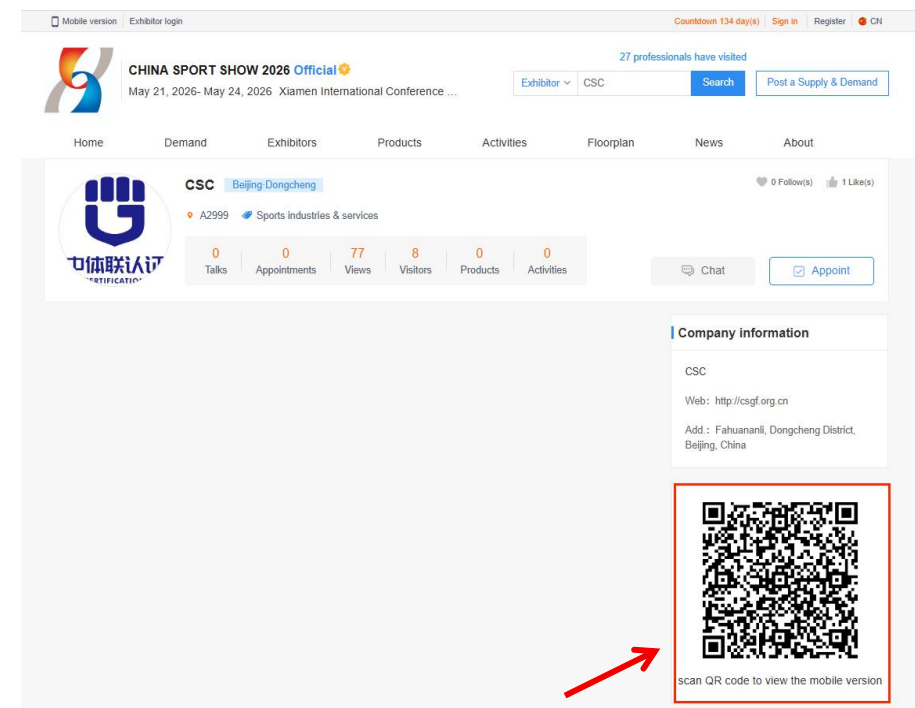 Mobile version Exhibitor login Countdown 134 day(s) Sign in Register CN
27 professionals have visited
CHINA SPORT SHOW 2026 Official
May 21, 2026- May 24, 2026 Xiamen International Conference ...
Exhibitor CSC Search Post a Supply & Demand
Home Demand Exhibitors Products Activities Floorplan News About
CSC Beijing·Dongcheng 0 Follow(s) 1 Like(s)
A2999 Sports industries & services
0 0 77 8 0 0
Talks Appointments Views Visitors Products Activities
Chat Appoint
中体联认证
CERTIFICATION
Company information
CSC
Web：http://csgf.org.cn
Add.：Fahuananli, Dongcheng District,
Beijing, China
scan QR code to view the mobile version